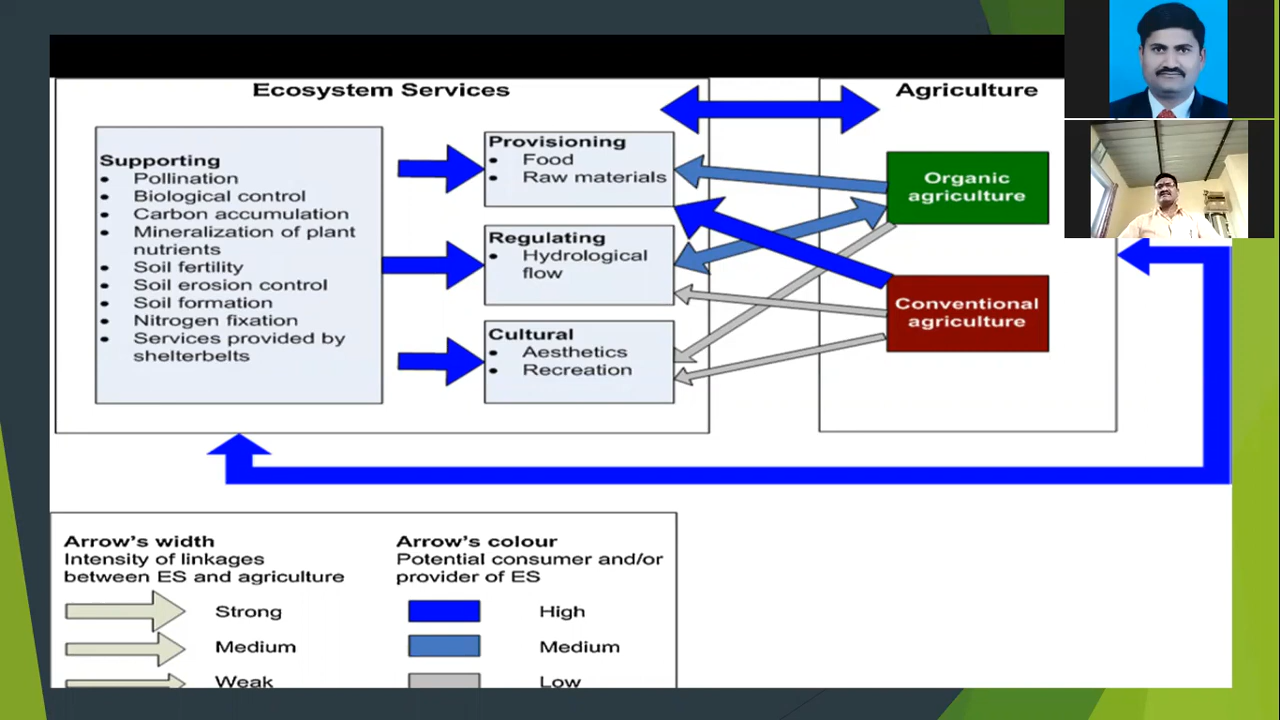 Ecosystem Services
Agriculture
Supporting
Pollination
Biological control
Carbon accumulation
Mineralization of plant
nutrients
Soil fertility
Soil erosion control
Soil formation
Nitrogen fixation
Services provided by
shelterbelts
Provisioning
Food
Raw materials
Regulating
Hydrological
flow
Cultural
Aesthetics
Recreation
Organic
agriculture
Conventional
agriculture
Arrow's width
Intensity of linkages
between ES and agriculture
Strong
Medium
Weak
Arrow's colour
Potential consumer and/or
provider of ES
High
Medium
Low